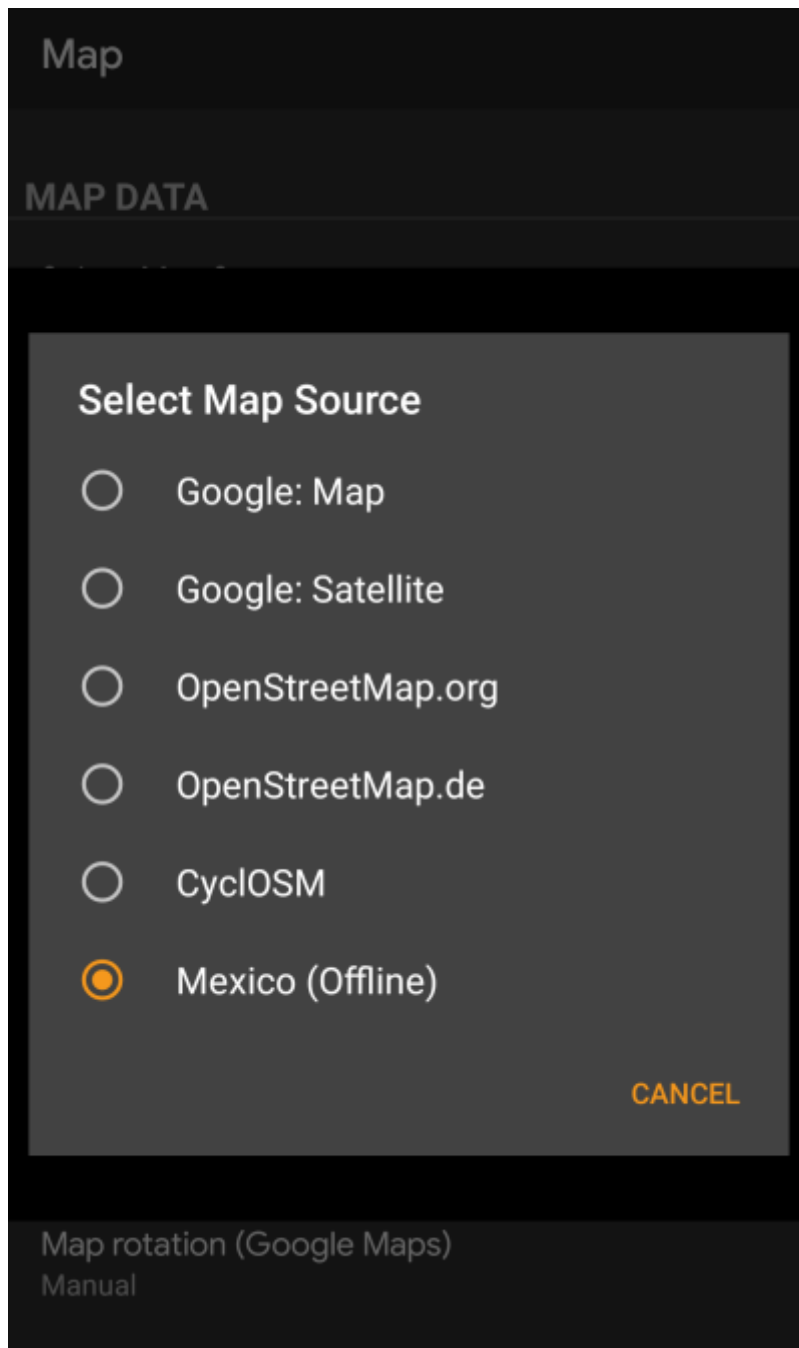 Map
MAP DATA
Select Map Source
Google: Map
Google: Satellite
OpenStreetMap.org
OpenStreetMap.de
CyclOSM
Mexico (Offline)
CANCEL
Map rotation (Google Maps)
Manual